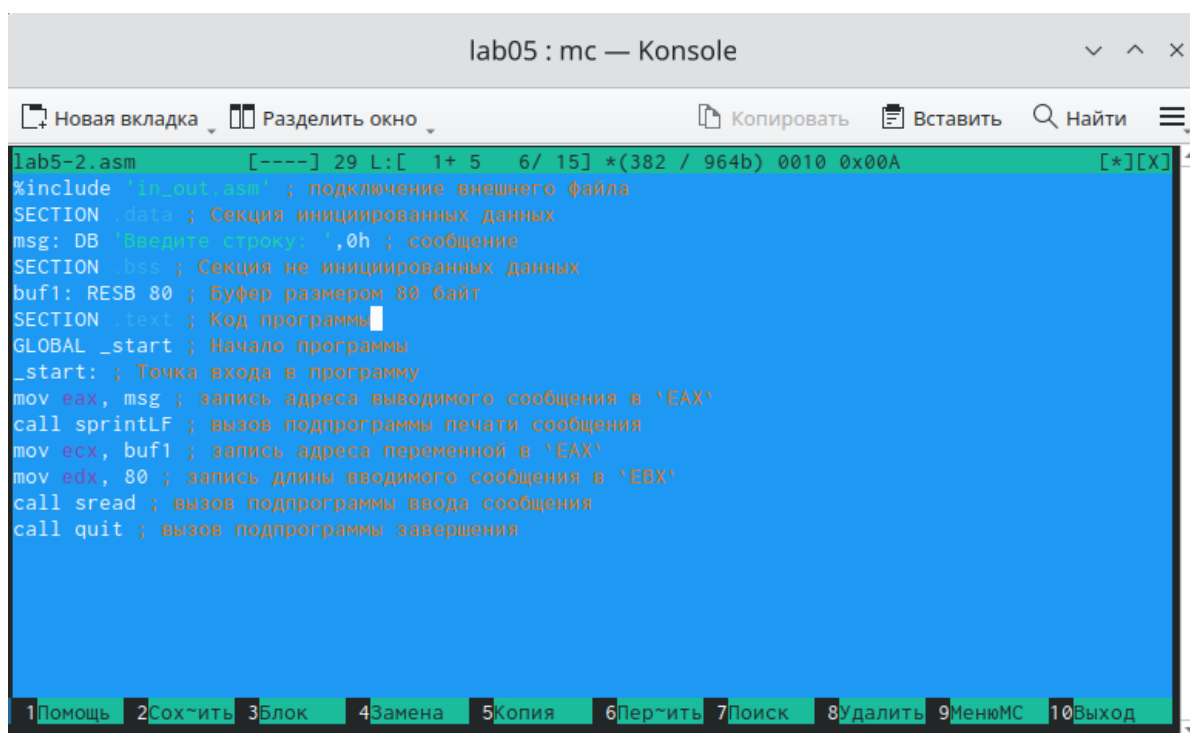 lab05 : mc — Konsole
Новая вкладка Разделить окно Копировать Вставить Найти
lab5-2.asm [----] 29 L:[ 1+ 5 6/ 15] *(382 / 964b) 0010 0x00A [*][X]
%include 'in_out.asm' ; подключение внешнего файла
SECTION .data ; Секция инициированных данных
msg: DB 'Введите строку: ',0h ; сообщение
SECTION .bss ; Секция не инициированных данных
buf1: RESB 80 ; Буфер размером 80 байт
SECTION .text ; Код программы
GLOBAL _start ; Начало программы
_start: ; Точка входа в программу
mov eax, msg ; запись адреса выводимого сообщения в `EAX`
call sprintLF ; вызов подпрограммы печати сообщения
mov ecx, buf1 ; запись адреса переменной в `EAX`
mov edx, 80 ; запись длины вводимого сообщения в `EBX`
call sread ; вызов подпрограммы ввода сообщения
call quit ; вызов подпрограммы завершения
1Помощь 2Сох~ить 3Блок 4Замена 5Копия 6Пер~ить 7Поиск 8Удалить 9МенюMC 10Выход